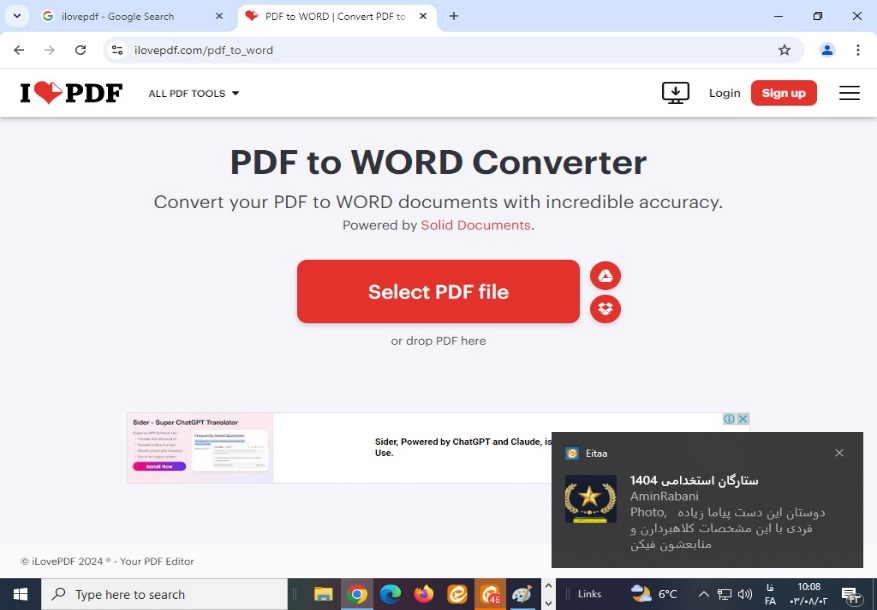 ilovepdf - Google Search
PDF to WORD | Convert PDF to
ilovepdf.com/pdf_to_word
I PDF
ALL PDF TOOLS
Login
Sign up
PDF to WORD Converter
Convert your PDF to WORD documents with incredible accuracy.
Powered by Solid Documents.
Select PDF file
or drop PDF here
Sider - Super ChatGPT Translator
Install Now
Sider, Powered by ChatGPT and Claude, is
Use.
Eitaa
ستارگان استخدامی 1404
AminRabani
Photo, دوستان این دست پیاما زیاده
فردی با این مشخصات کلاهبردارن و
منابعشون فیکن
© iLovePDF 2024 ® - Your PDF Editor
Type here to search
46
Links
6°C
فا
FA
10:08
۰۳/۰۸/۰۲